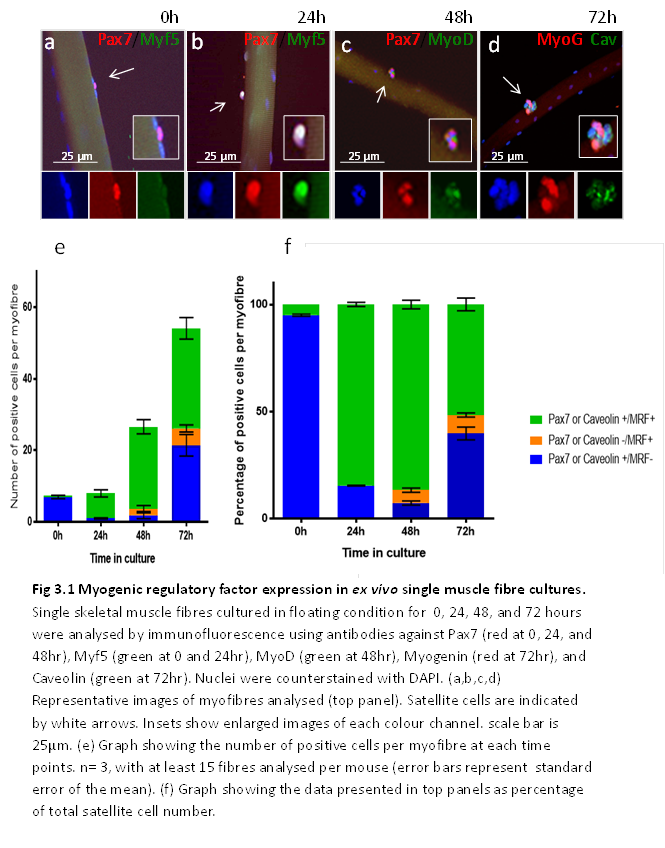 0h 24h 48h 72h
a Pax7/Myf5 b Pax7/Myf5 c Pax7/MyoD d MyoG Cav
25 µm 25 µm 25 µm 25 µm
e
Number of positive cells per myofibre
60
40
20
0
0h 24h 48h 72h
Time in culture
f
Percentage of positive cells per myofibre
100
50
0
0h 24h 48h 72h
Time in culture
Pax7 or Caveolin +/MRF+
Pax7 or Caveolin -/MRF+
Pax7 or Caveolin +/MRF-
Fig 3.1 Myogenic regulatory factor expression in ex vivo single muscle fibre cultures.
Single skeletal muscle fibres cultured in floating condition for 0, 24, 48, and 72 hours
were analysed by immunofluorescence using antibodies against Pax7 (red at 0, 24, and
48hr), Myf5 (green at 0 and 24hr), MyoD (green at 48hr), Myogenin (red at 72hr), and
Caveolin (green at 72hr). Nuclei were counterstained with DAPI. (a,b,c,d)
Representative images of myofibres analysed (top panel). Satellite cells are indicated
by white arrows. Insets show enlarged images of each colour channel. scale bar is
25µm. (e) Graph showing the number of positive cells per myofibre at each time
points. n= 3, with at least 15 fibres analysed per mouse (error bars represent standard
error of the mean). (f) Graph showing the data presented in top panels as percentage
of total satellite cell number.